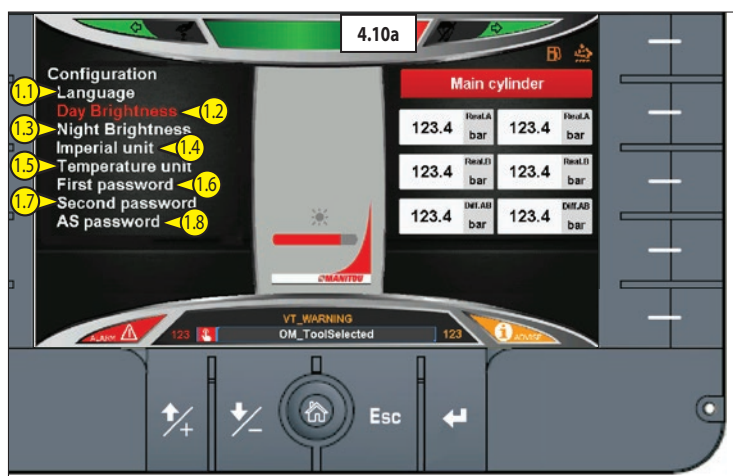 4.10a
Configuration
1.1 Language
Day Brightness 1.2
1.3 Night Brightness
Imperial unit 1.4
1.5 Temperature unit
First password 1.6
1.7 Second password
AS password 1.8
MANITOU
Main cylinder
123.4 Real.A bar 123.4 Real.A bar
123.4 Real.B bar 123.4 Real.B bar
123.4 Diff.AB bar 123.4 Diff.AB bar
VT_WARNING
ALARM 123 OM_ToolSelected 123 ADVISE
+ - Esc